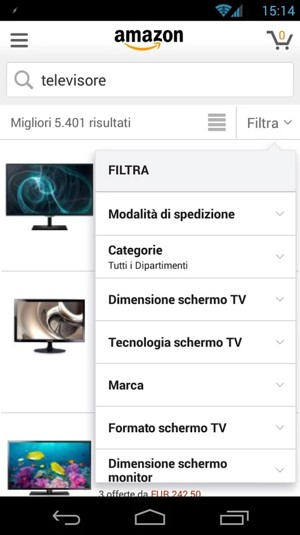 15:14
amazon
0
televisore
Migliori 5.401 risultati
Filtra
FILTRA
Modalità di spedizione
Categorie
Tutti i Dipartimenti
Dimensione schermo TV
Tecnologia schermo TV
Marca
Formato schermo TV
Dimensione schermo
monitor
3 offerte da EUR 242,50